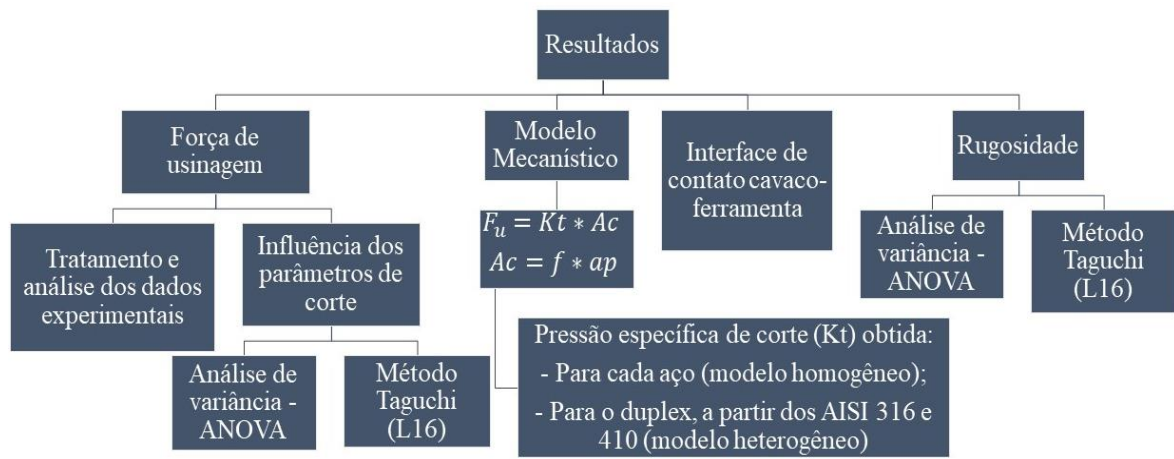 Resultados
Força de
usinagem
Modelo
Mecanístico
Interface de
contato cavaco-
ferramenta
Rugosidade
Tratamento e
análise dos dados
experimentais
Influência dos
parâmetros de
corte
F_u = Kt * Ac
Ac = f * ap
Análise de
variância -
ANOVA
Método
Taguchi
(L16)
Análise de
variância -
ANOVA
Método
Taguchi
(L16)
Pressão específica de corte (Kt) obtida:
- Para cada aço (modelo homogêneo);
- Para o duplex, a partir dos AISI 316 e
410 (modelo heterogêneo)